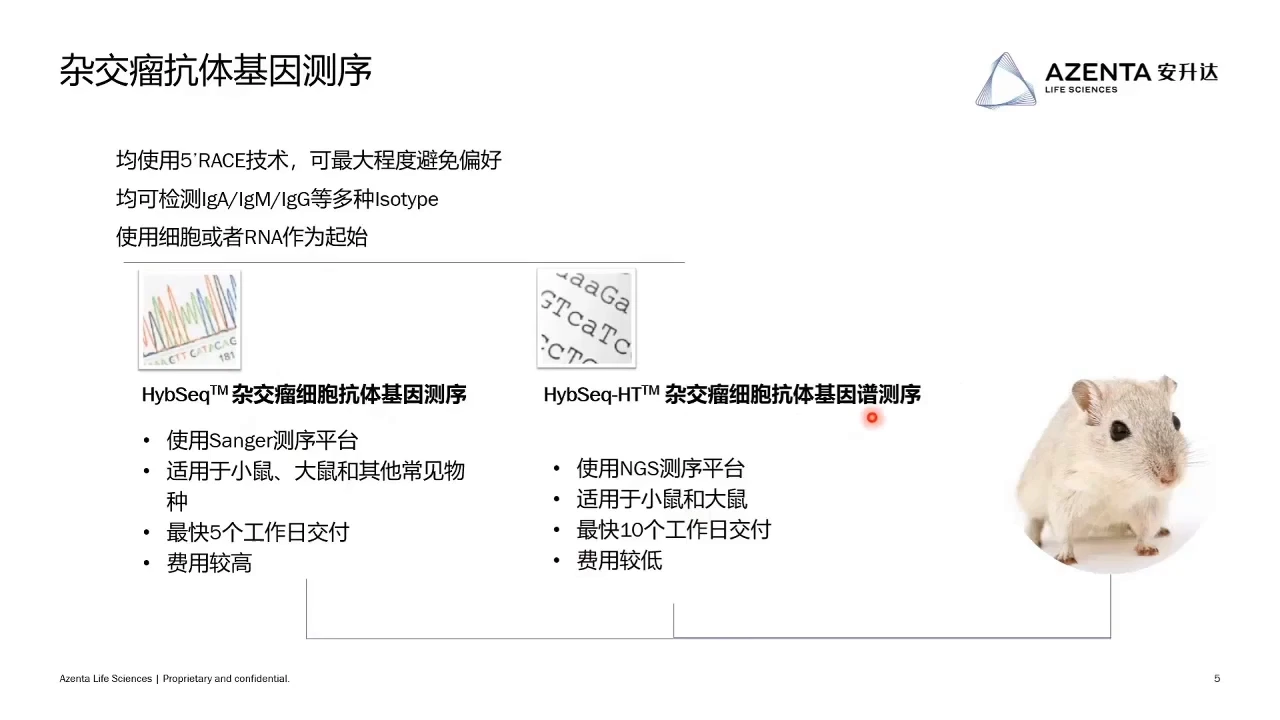 杂交瘤抗体基因测序
AZENTA 安升达
LIFE SCIENCES
均使用5'RACE技术，可最大程度避免偏好
均可检测IgA/IgM/IgG等多种Isotype
使用细胞或者RNA作为起始
GTT CATACAG
181
aaGa
GTcaTc
CCTC
HybSeq™ 杂交瘤细胞抗体基因测序
• 使用Sanger测序平台
• 适用于小鼠、大鼠和其他常见物
种
• 最快5个工作日交付
• 费用较高
HybSeq-HT™ 杂交瘤细胞抗体基因谱测序
• 使用NGS测序平台
• 适用于小鼠和大鼠
• 最快10个工作日交付
• 费用较低
Azenta Life Sciences | Proprietary and confidential.
5